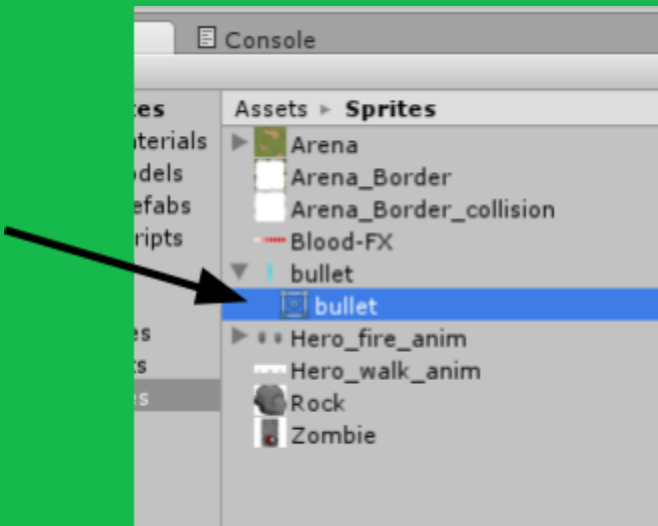 Console
Assets ▸ Sprites
Arena
Arena_Border
Arena_Border_collision
Blood-FX
bullet
bullet
Hero_fire_anim
Hero_walk_anim
Rock
Zombie